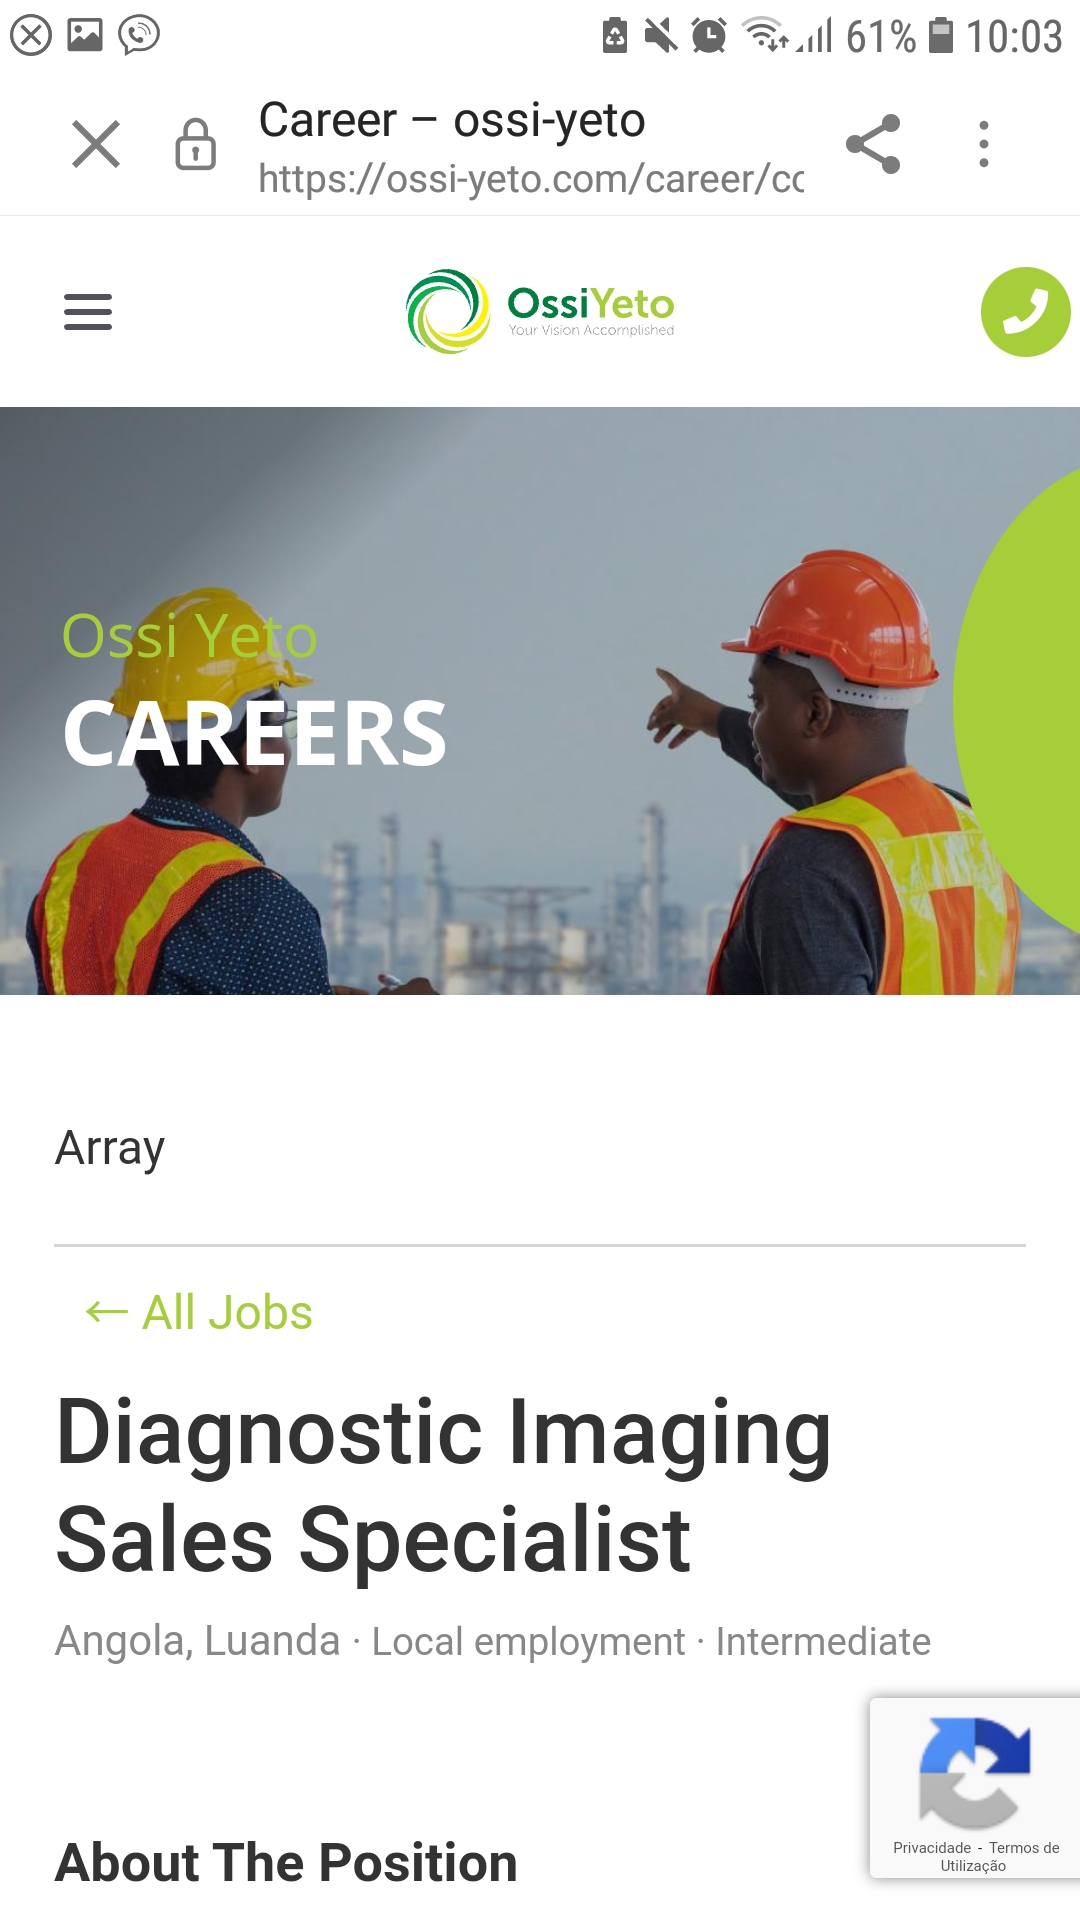 61% 10:03
Career – ossi-yeto
https://ossi-yeto.com/career/co
OssiYeto
Your Vision Accomplished
Ossi Yeto
CAREERS
Array
← All Jobs
Diagnostic Imaging
Sales Specialist
Angola, Luanda · Local employment · Intermediate
Privacidade - Termos de
Utilização
About The Position